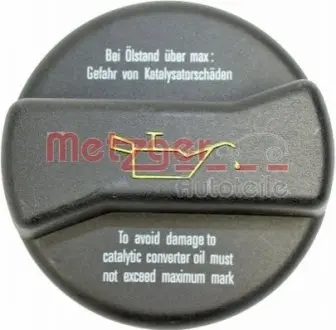 Bei Ölstand über max:
Gefahr von Katalysatorschäden
Metzger
Autoteile
To avoid damage to
catalytic converter oil must
not exceed maximum mark